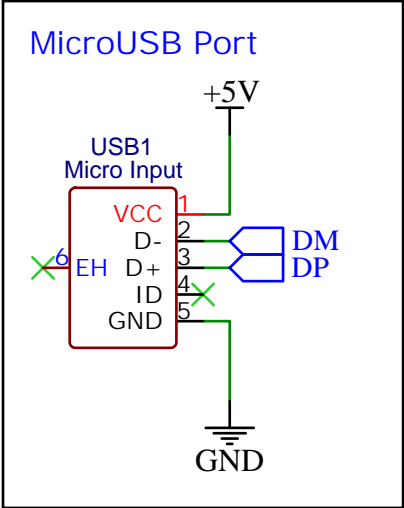 MicroUSB Port
+5V
USB1
Micro Input
VCC 1
D- 2 DM
6 EH D+ 3 DP
ID 4
GND 5
GND